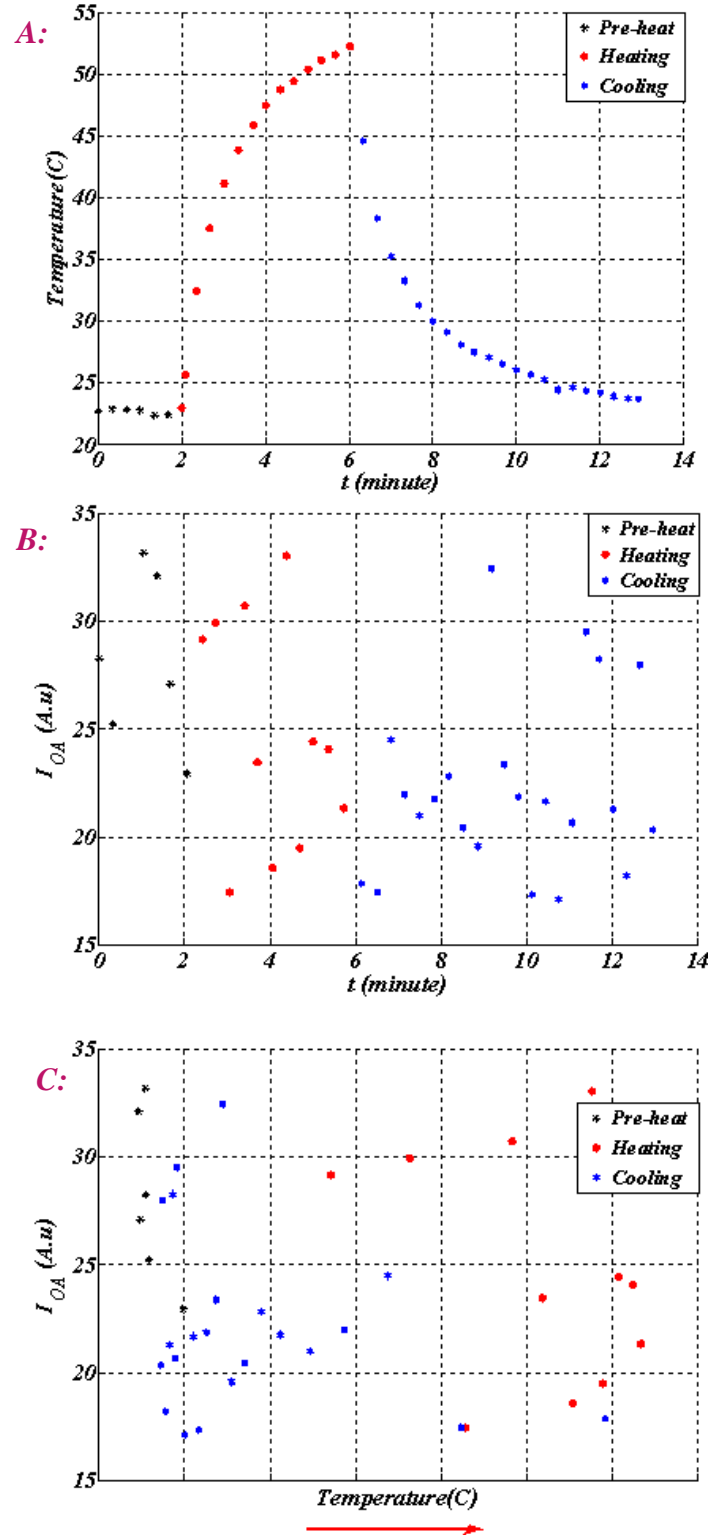 A:
Pre-heat
Heating
Cooling
Temperature(C)
55
50
45
40
35
30
25
20
0 2 4 6 8 10 12 14
t (minute)
B:
Pre-heat
Heating
Cooling
I_OA (A.u)
35
30
25
20
15
0 2 4 6 8 10 12 14
t (minute)
C:
Pre-heat
Heating
Cooling
I_OA (A.u)
35
30
25
20
15
Temperature(C)